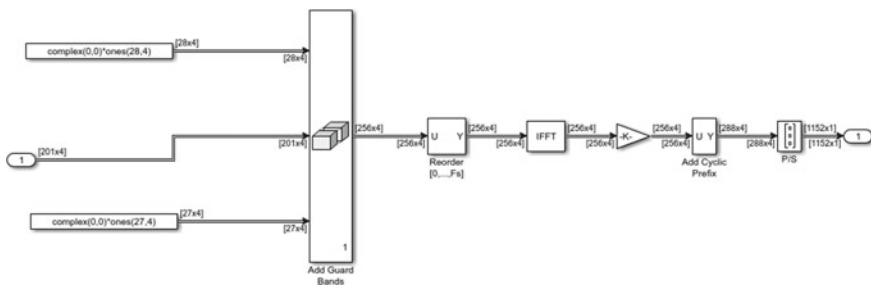 complex(0,0)*ones(28,4)
[28x4]
[28x4]
1
[201x4]
[201x4]
complex(0,0)*ones(27,4)
[27x4]
[27x4]
1
Add Guard
Bands
[256x4]
[256x4]
U Y
Reorder
[0,...,Fs]
[256x4]
[256x4]
IFFT
[256x4]
[256x4]
-K-
[256x4]
[256x4]
U Y
Add Cyclic
Prefix
[288x4]
[288x4]
P/S
[1152x1]
[1152x1]
1